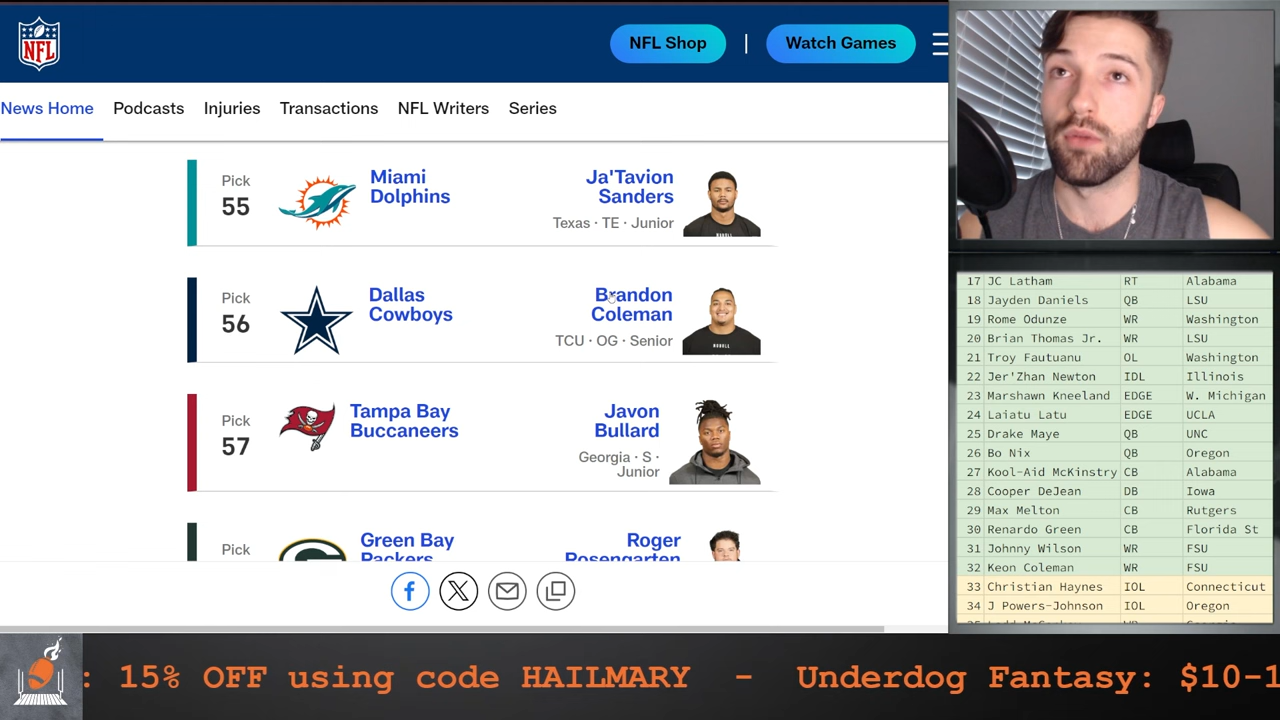 NFL
NFL Shop
|
Watch Games
News Home
Podcasts
Injuries
Transactions
NFL Writers
Series
Pick
55
Miami
Dolphins
Ja'Tavion
Sanders
Texas · TE · Junior
Pick
56
Dallas
Cowboys
Brandon
Coleman
TCU · OG · Senior
Pick
57
Tampa Bay
Buccaneers
Javon
Bullard
Georgia · S ·
Junior
Pick
Green Bay
Packers
Roger
Rosengarten
17 JC Latham RT Alabama
18 Jayden Daniels QB LSU
19 Rome Odunze WR Washington
20 Brian Thomas Jr. WR LSU
21 Troy Fautuanu OL Washington
22 Jer'Zhan Newton IDL Illinois
23 Marshawn Kneeland EDGE W. Michigan
24 Laiatu Latu EDGE UCLA
25 Drake Maye QB UNC
26 Bo Nix QB Oregon
27 Kool-Aid McKinstry CB Alabama
28 Cooper DeJean DB Iowa
29 Max Melton CB Rutgers
30 Renardo Green CB Florida St
31 Johnny Wilson WR FSU
32 Keon Coleman WR FSU
33 Christian Haynes IOL Connecticut
34 J Powers-Johnson IOL Oregon
: 15% OFF using code HAILMARY - Underdog Fantasy: $10-1